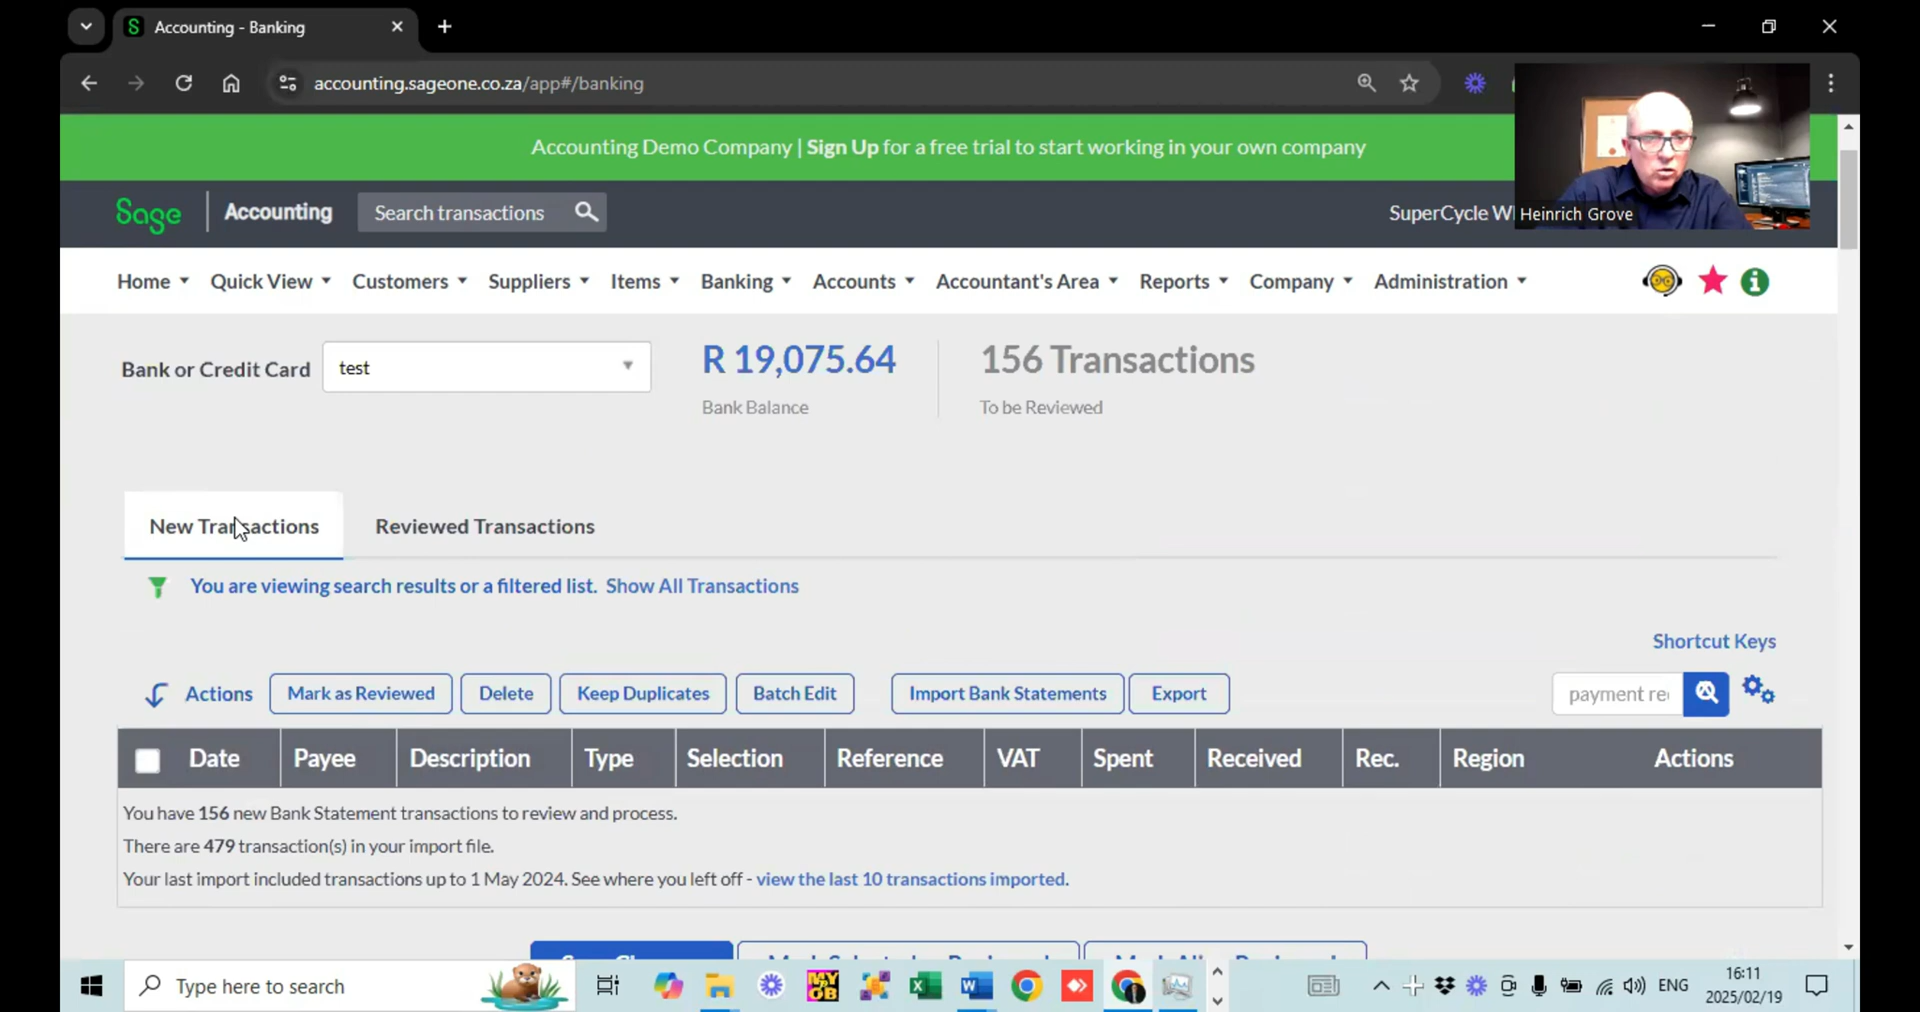 Accounting - Banking
accounting.sageone.co.za/app#/banking
Accounting Demo Company | Sign Up for a free trial to start working in your own company
Sage Accounting Search transactions SuperCycle W
Heinrich Grove
Home Quick View Customers Suppliers Items Banking Accounts Accountant's Area Reports Company Administration
Bank or Credit Card test R 19,075.64 156 Transactions
Bank Balance To be Reviewed
New Transactions Reviewed Transactions
You are viewing search results or a filtered list. Show All Transactions
Shortcut Keys
Actions Mark as Reviewed Delete Keep Duplicates Batch Edit Import Bank Statements Export payment re
Date Payee Description Type Selection Reference VAT Spent Received Rec. Region Actions
You have 156 new Bank Statement transactions to review and process.
There are 479 transaction(s) in your import file.
Your last import included transactions up to 1 May 2024. See where you left off - view the last 10 transactions imported.
Type here to search MYOB ENG 16:11
2025/02/19